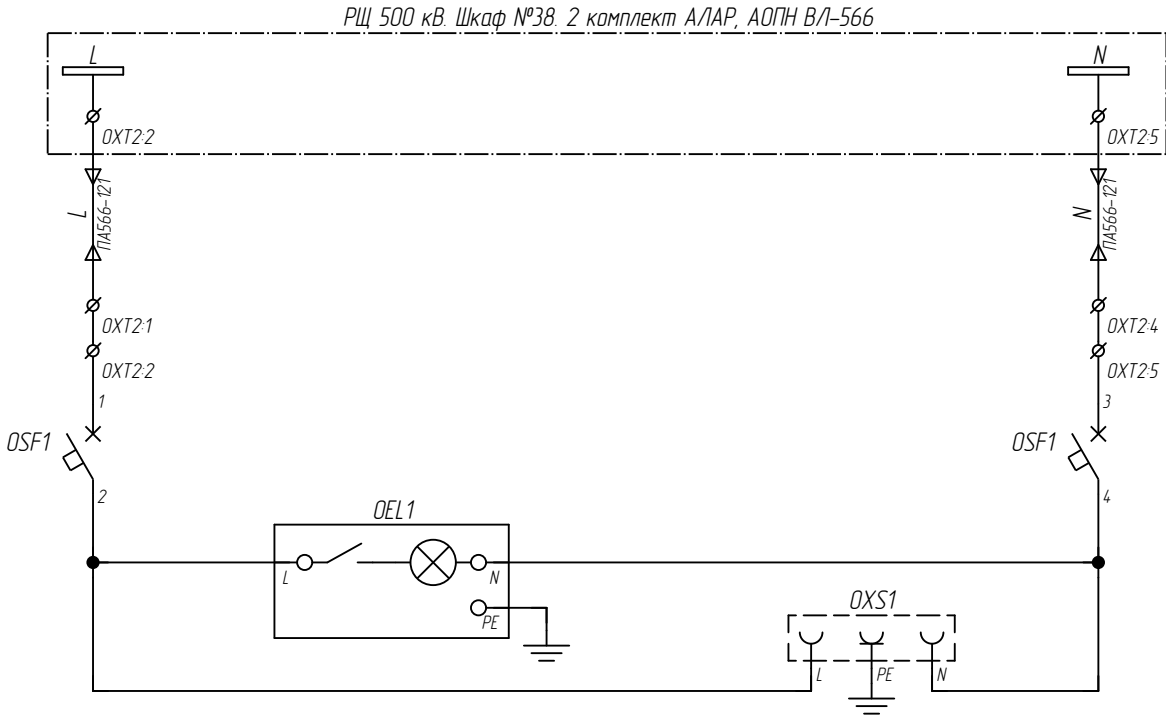 РЩ 500 кВ. Шкаф №38. 2 комплект АЛАР, АОПН ВЛ-566
L
N
0XT2:2
0XT2:5
L
ПА566-121
N
ПА566-121
0XT2:1
0XT2:4
0XT2:2
0XT2:5
1
3
0SF1
0SF1
2
4
0EL1
L
N
PE
0XS1
L
PE
N